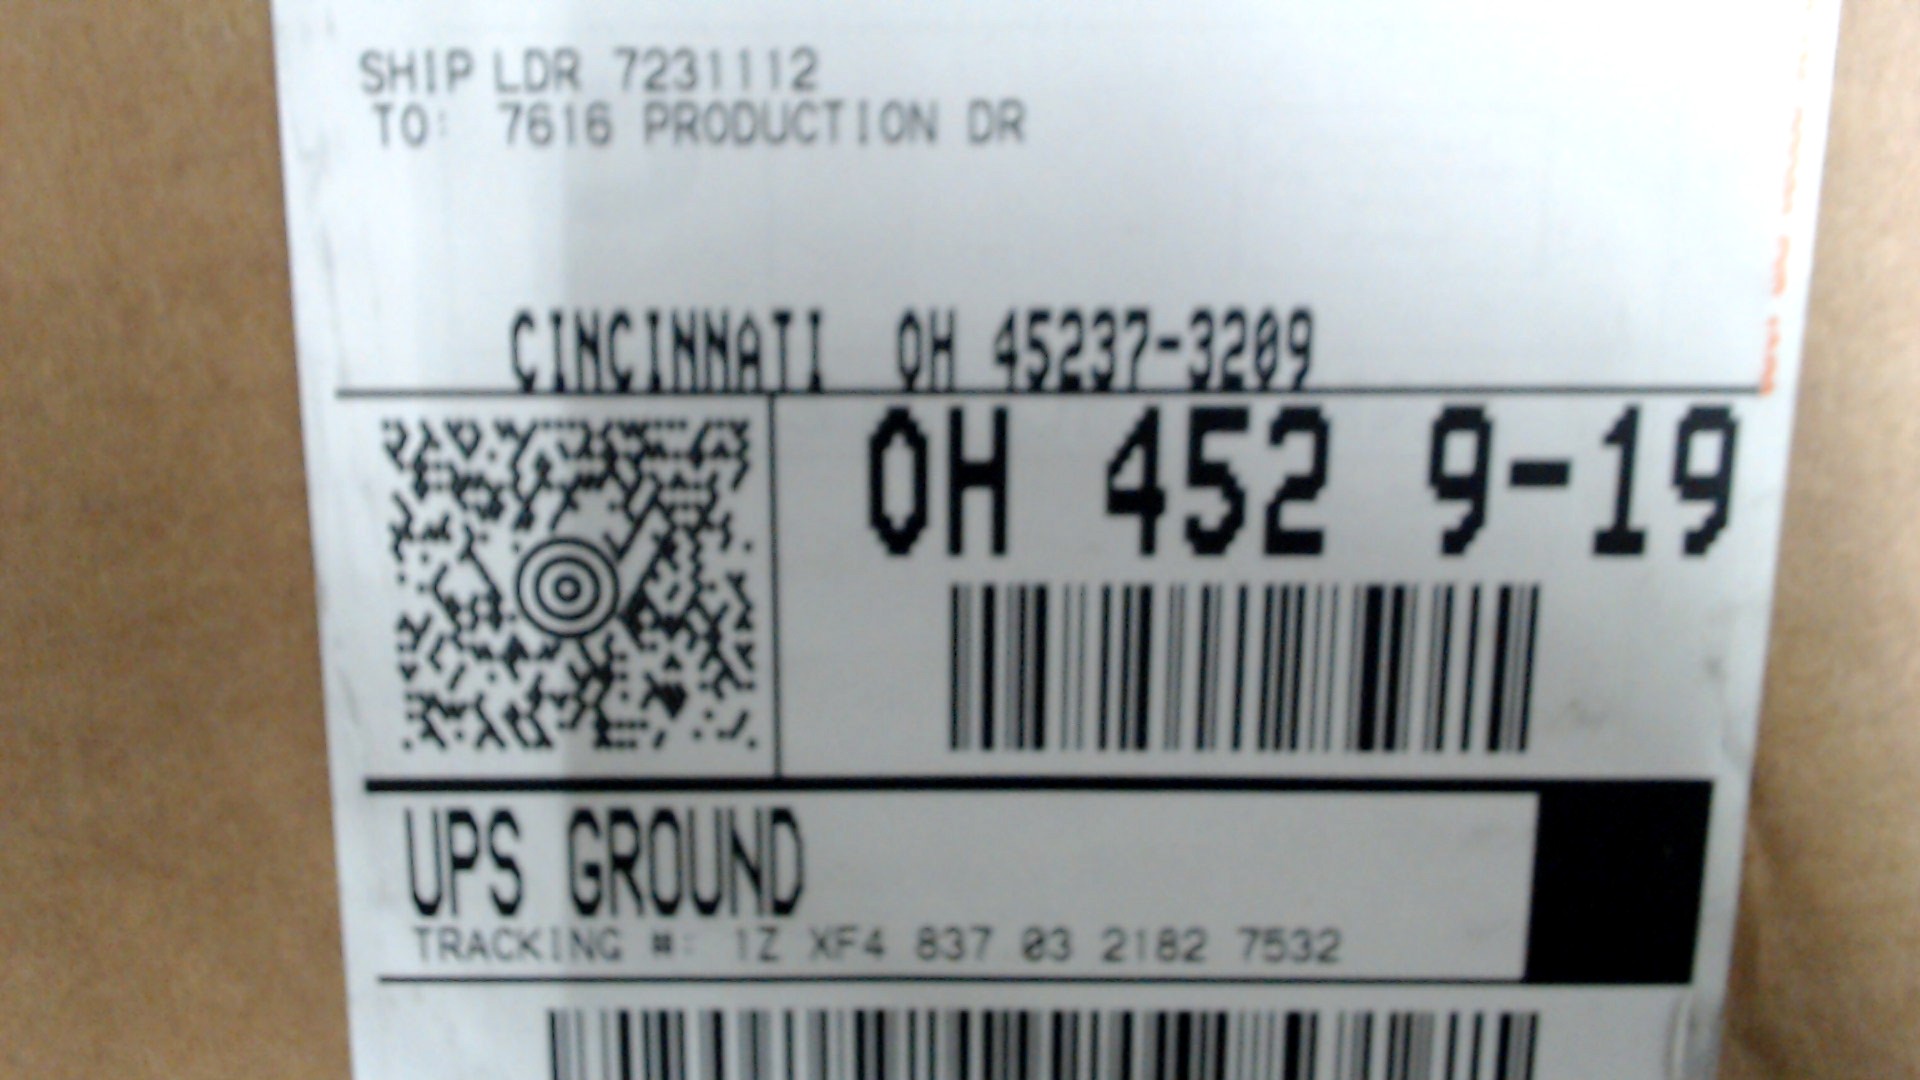 SHIP LDR 7231112
TO: 7616 PRODUCTION DR
CINCINNATI OH 45237-3209
OH 452 9-19
UPS GROUND
TRACKING #: 1Z XF4 837 03 2182 7532